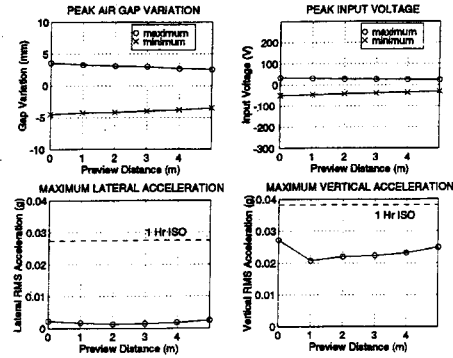 PEAK AIR GAP VARIATION
10
5
0
-5
-10
Gap Variation (mm)
maximum
minimum
0 1 2 3 4
Preview Distance (m)
PEAK INPUT VOLTAGE
200
100
0
-100
-200
-300
Input Voltage (V)
maximum
minimum
0 1 2 3 4
Preview Distance (m)
MAXIMUM LATERAL ACCELERATION
0.04
0.03
0.02
0.01
0
Lateral RMS Acceleration (g)
1 Hr ISO
0 1 2 3 4
Preview Distance (m)
MAXIMUM VERTICAL ACCELERATION
0.04
0.03
0.02
0.01
0
Vertical RMS Acceleration (g)
1 Hr ISO
0 1 2 3 4
Preview Distance (m)